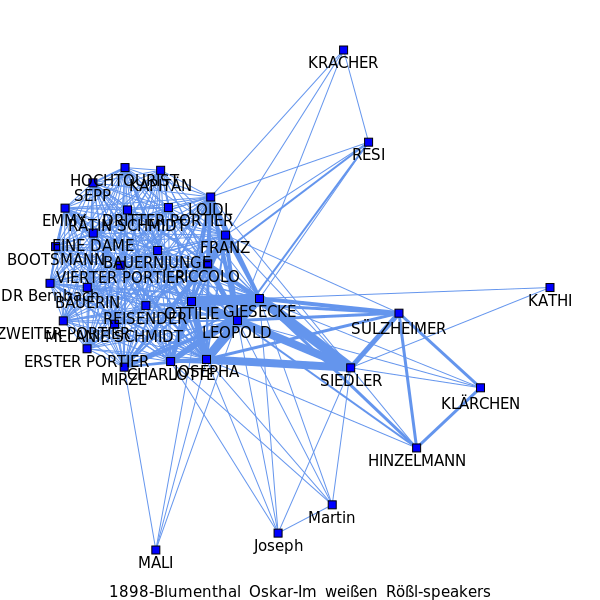 KRACHER
RESI
HOCHTOURIST
KAPITÄN
SEPP
LOIDL
EMMY
DRITTER PORTIER
RÄTIN SCHMIDT
EINE DAME
FRANZ
BOOTSMANN
BAUERNJUNGE
VIERTER PORTIER
PICCOLO
DR Bernbach
BÄUERIN
KATHI
OTTILIE
GIESECKE
REISENDER
SÜLZHEIMER
ZWEITER PORTIER
MELANIE SCHMIDT
LEOPOLD
ERSTER PORTIER
JOSEPHA
CHARLOTTE
MIRZL
SIEDLER
KLÄRCHEN
HINZELMANN
Martin
Joseph
MALI
1898-Blumenthal_Oskar-Im_weißen_Rößl-speakers